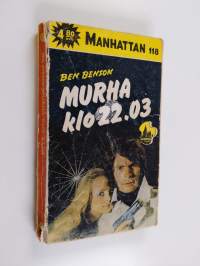 4 80
MANHATTAN 118
BEN BENSON
MURHA
klo 22.03